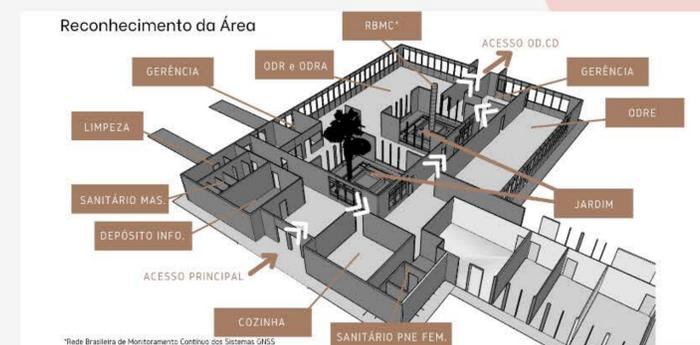 Reconhecimento da Área
RBMC*
ACESSO OD.CD
ODR e ODRA
GERÊNCIA
GERÊNCIA
ODRE
LIMPEZA
SANITÁRIO MAS.
JARDIM
DEPÓSITO INFO.
ACESSO PRINCIPAL
COZINHA
SANITÁRIO PNE FEM.
*Rede Brasileira de Monitoramento Contínuo dos Sistemas GNSS